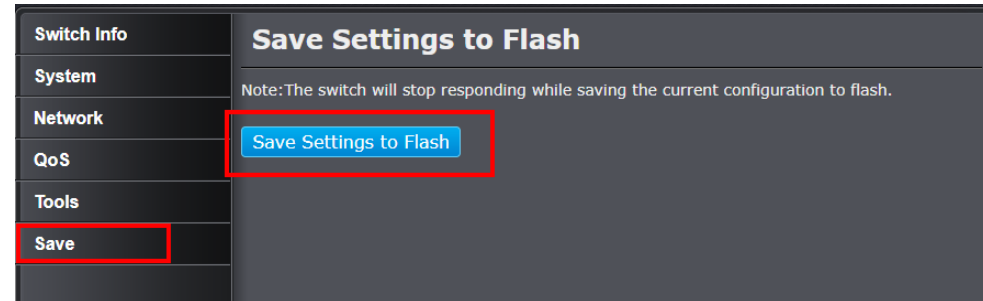 Switch Info
System
Network
QoS
Tools
Save
Save Settings to Flash
Note:The switch will stop responding while saving the current configuration to flash.
Save Settings to Flash